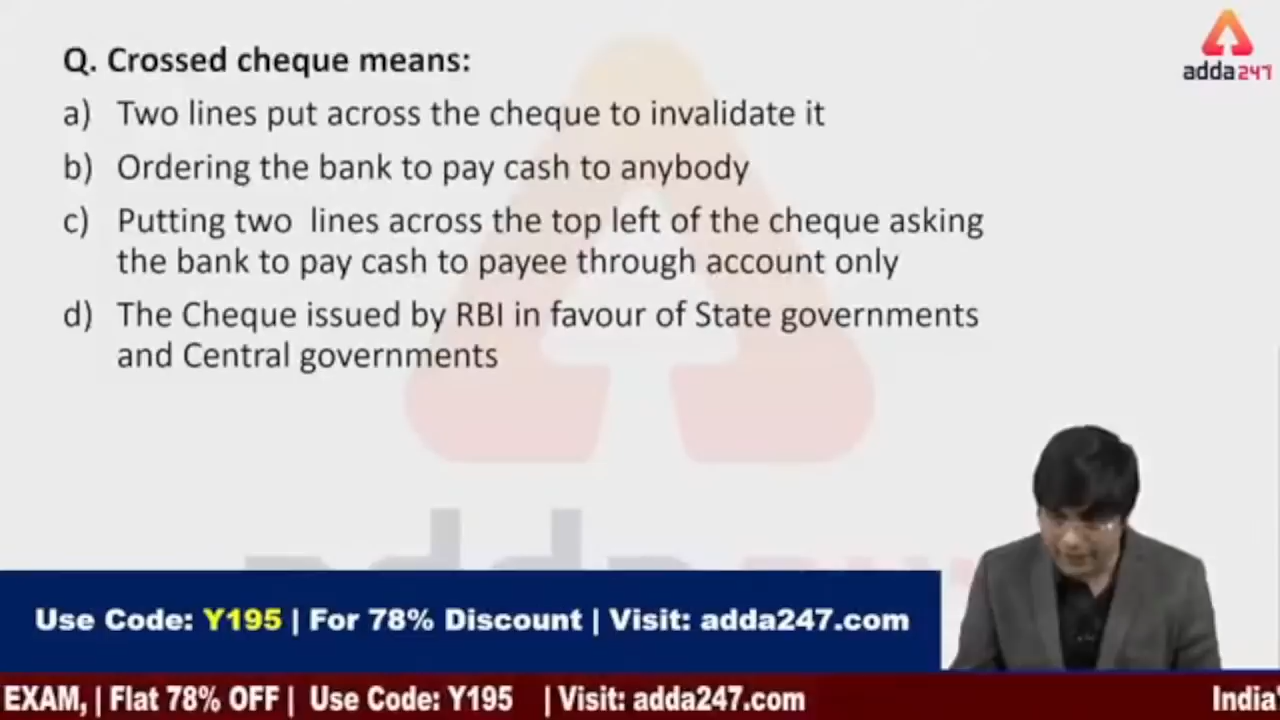 Q. Crossed cheque means:
adda247
a) Two lines put across the cheque to invalidate it
b) Ordering the bank to pay cash to anybody
c) Putting two lines across the top left of the cheque asking
the bank to pay cash to payee through account only
d) The Cheque issued by RBI in favour of State governments
and Central governments
Use Code: Y195 | For 78% Discount | Visit: adda247.com
EXAM, | Flat 78% OFF | Use Code: Y195 | Visit: adda247.com